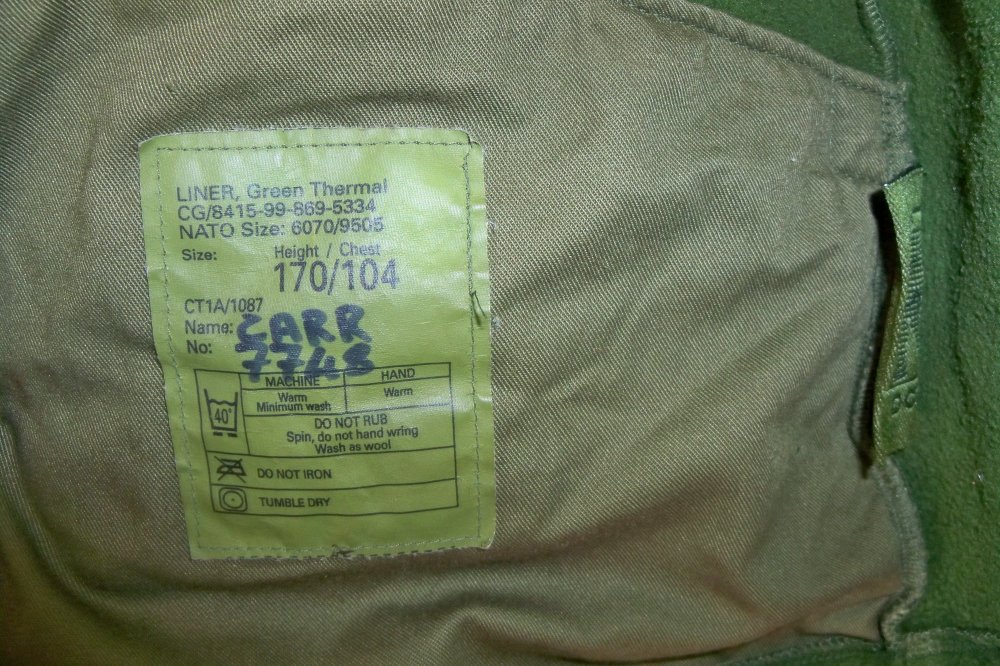 LINER, Green Thermal
CG/8415-99-869-5334
NATO Size: 6070/9505
Size: Height / Chest
170/104
CT1A/1087
Name: CARR
No: 7748
MACHINE HAND
Warm Warm
Minimum wash
40°
DO NOT RUB
Spin, do not hand wring
Wash as wool
DO NOT IRON
TUMBLE DRY